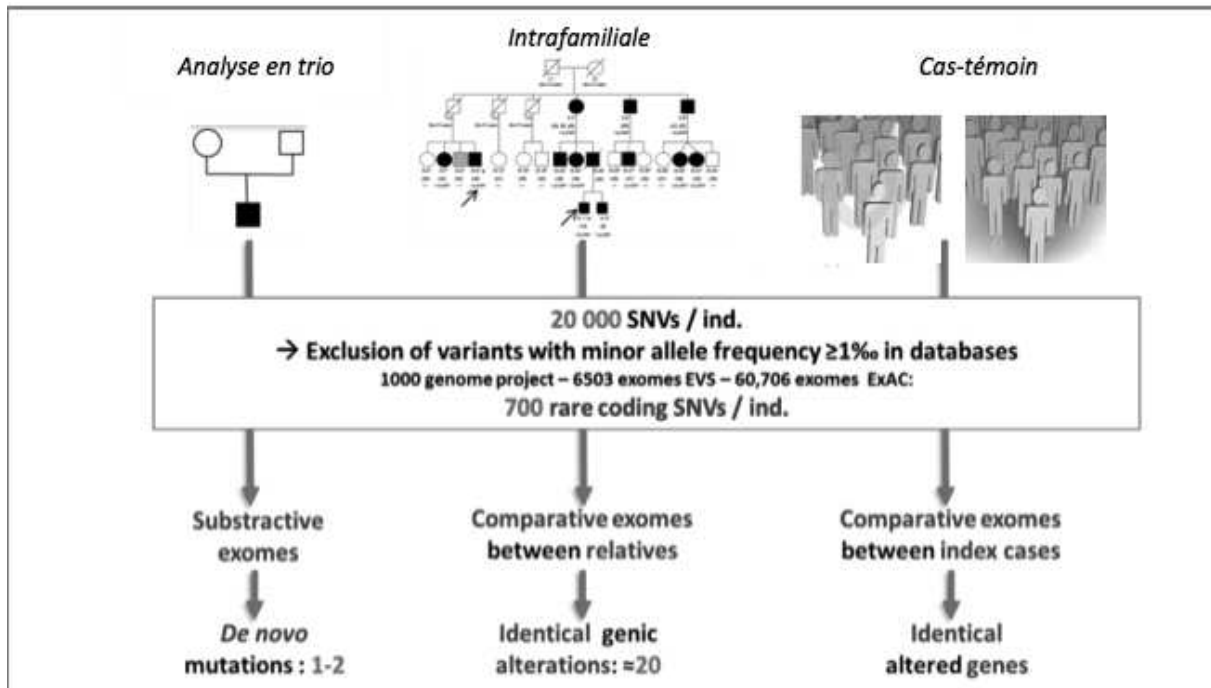 Analyse en trio
Intrafamiliale
Cas-témoin
20 000 SNVs / ind.
→ Exclusion of variants with minor allele frequency ≥1‰ in databases
1000 genome project – 6503 exomes EVS – 60,706 exomes ExAC:
700 rare coding SNVs / ind.
Substractive
exomes
Comparative exomes
between relatives
Comparative exomes
between index cases
De novo
mutations : 1-2
Identical genic
alterations: ≈20
Identical
altered genes